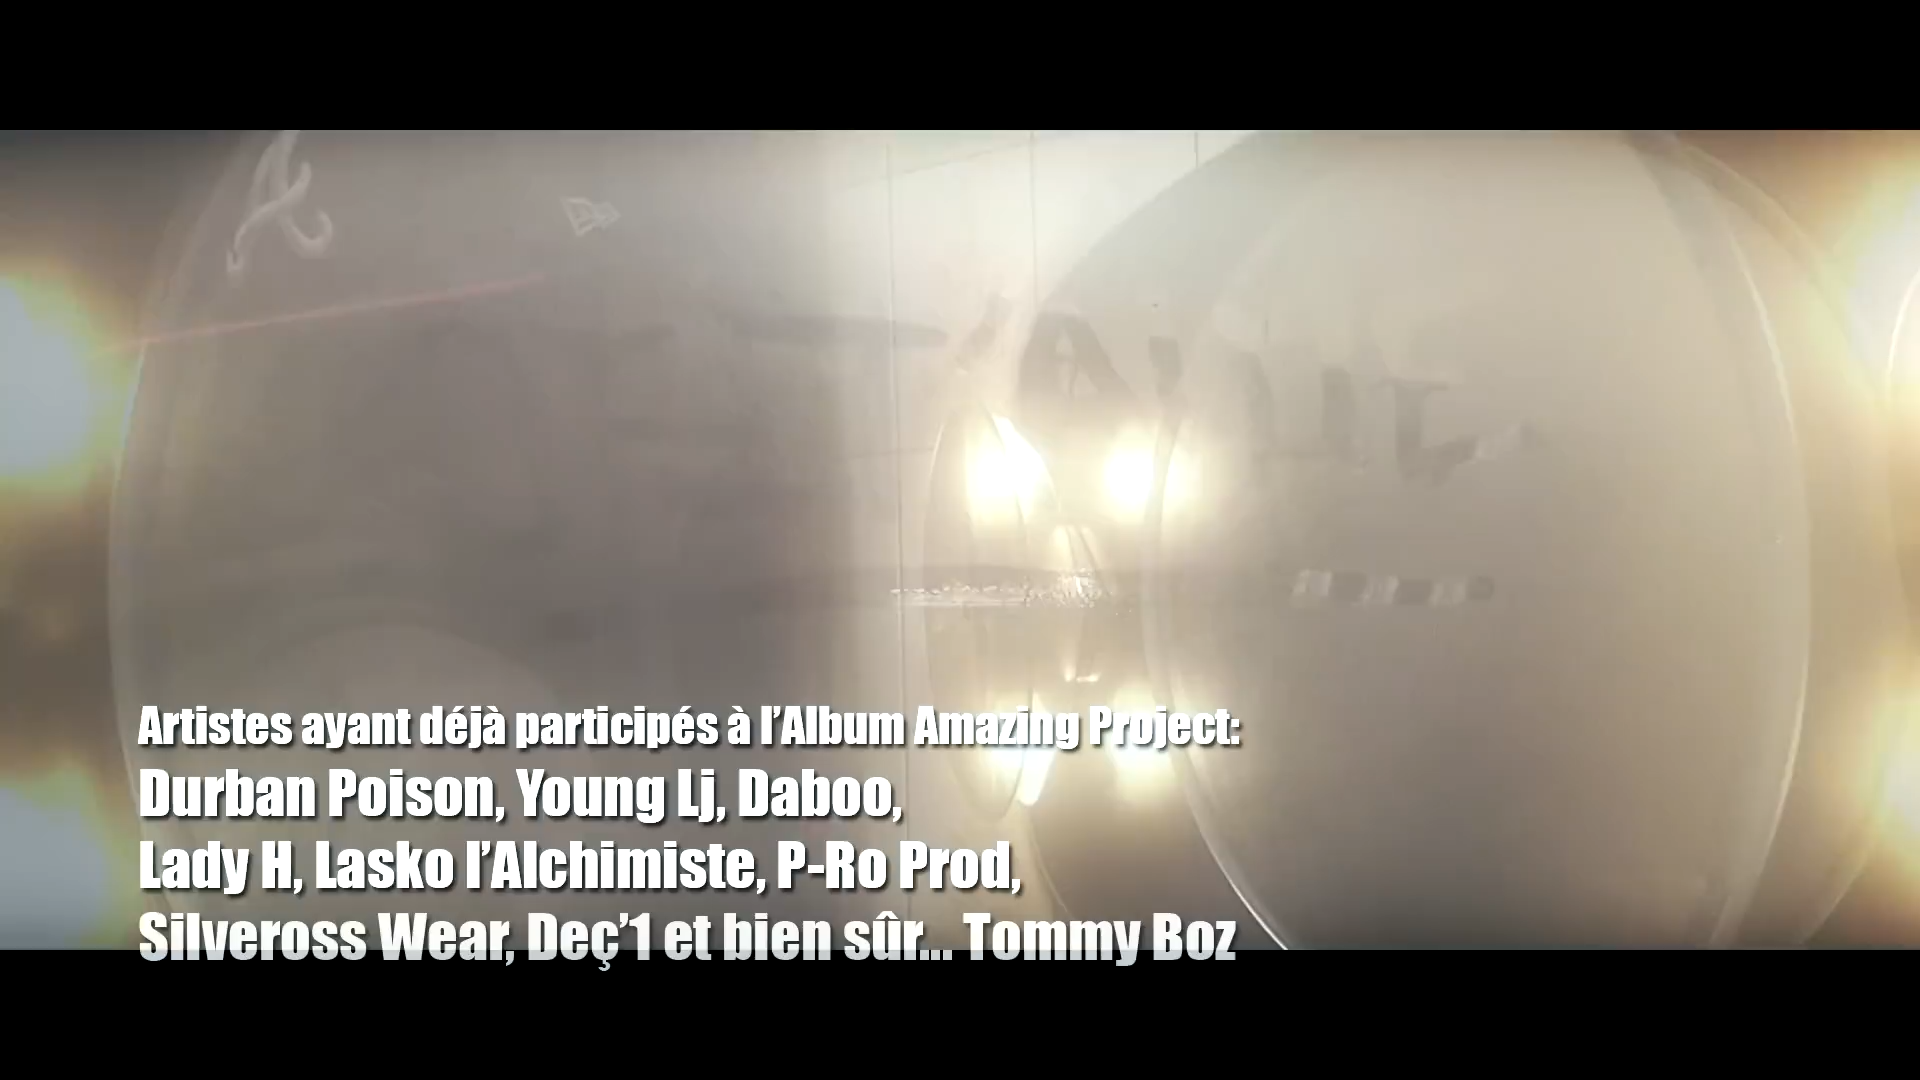 Artistes ayant déjà participés à l’Album Amazing Project:
Durban Poison, Young Lj, Daboo,
Lady H, Lasko l’Alchimiste, P-Ro Prod,
Silveross Wear, Deç’1 et bien sûr... Tommy Boz